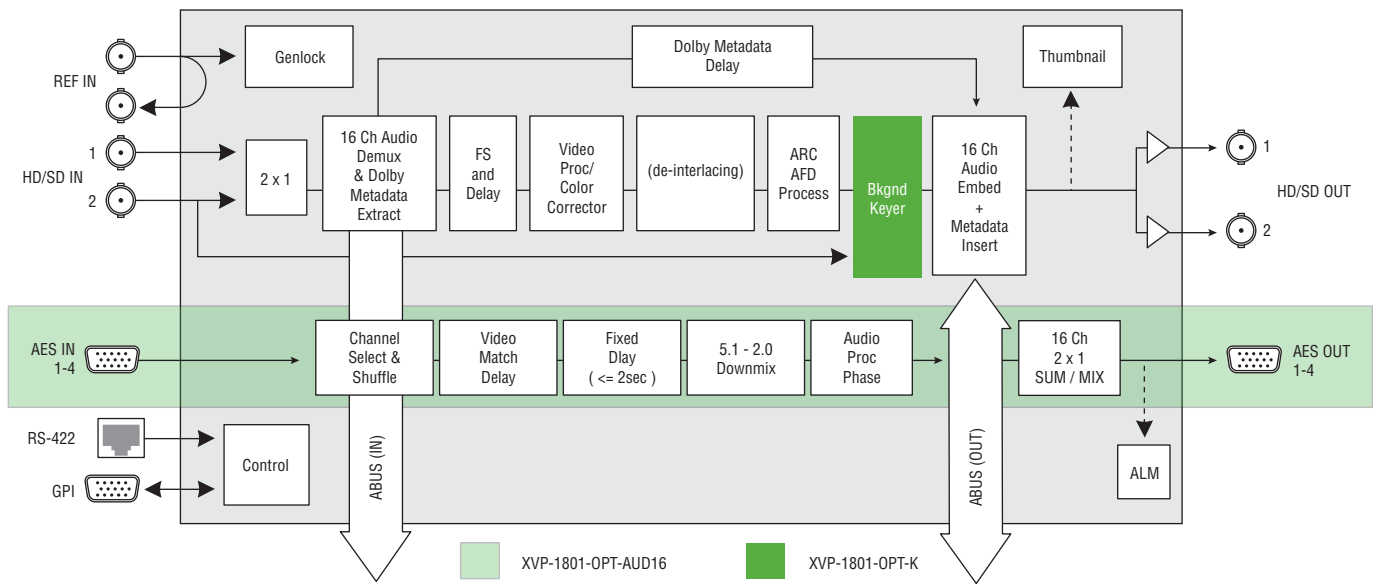 REF IN
Genlock
Dolby Metadata
Delay
Thumbnail
1
HD/SD IN
2
2 x 1
16 Ch Audio
Demux
& Dolby
Metadata
Extract
FS
and
Delay
Video
Proc/
Color
Corrector
(de-interlacing)
ARC
AFD
Process
Bkgnd
Keyer
16 Ch
Audio
Embed
+
Metadata
Insert
1
HD/SD OUT
2
AES IN
1-4
Channel
Select &
Shuffle
Video
Match
Delay
Fixed
Dlay
( <= 2sec )
5.1 - 2.0
Downmix
Audio
Proc
Phase
16 Ch
2 x 1
SUM / MIX
AES OUT
1-4
RS-422
GPI
Control
ABUS (IN)
ABUS (OUT)
ALM
XVP-1801-OPT-AUD16
XVP-1801-OPT-K